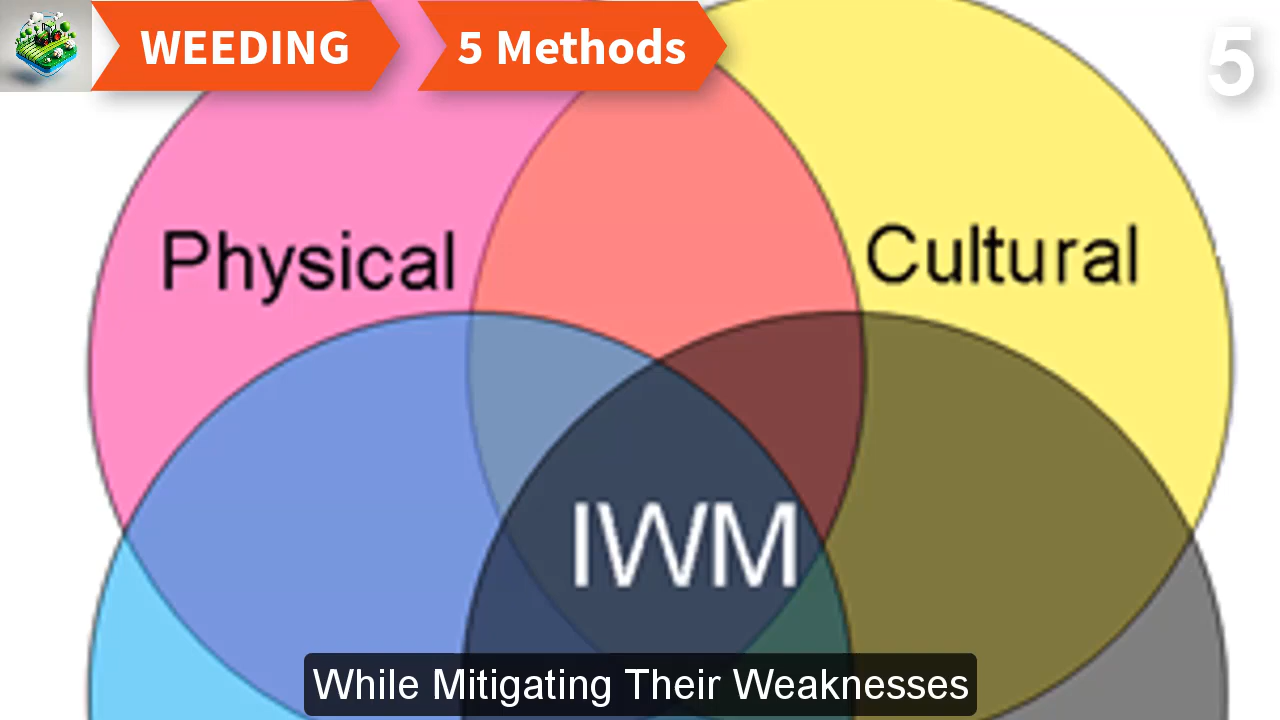 WEEDING
5 Methods
5
Physical
Cultural
IWM
While Mitigating Their Weaknesses